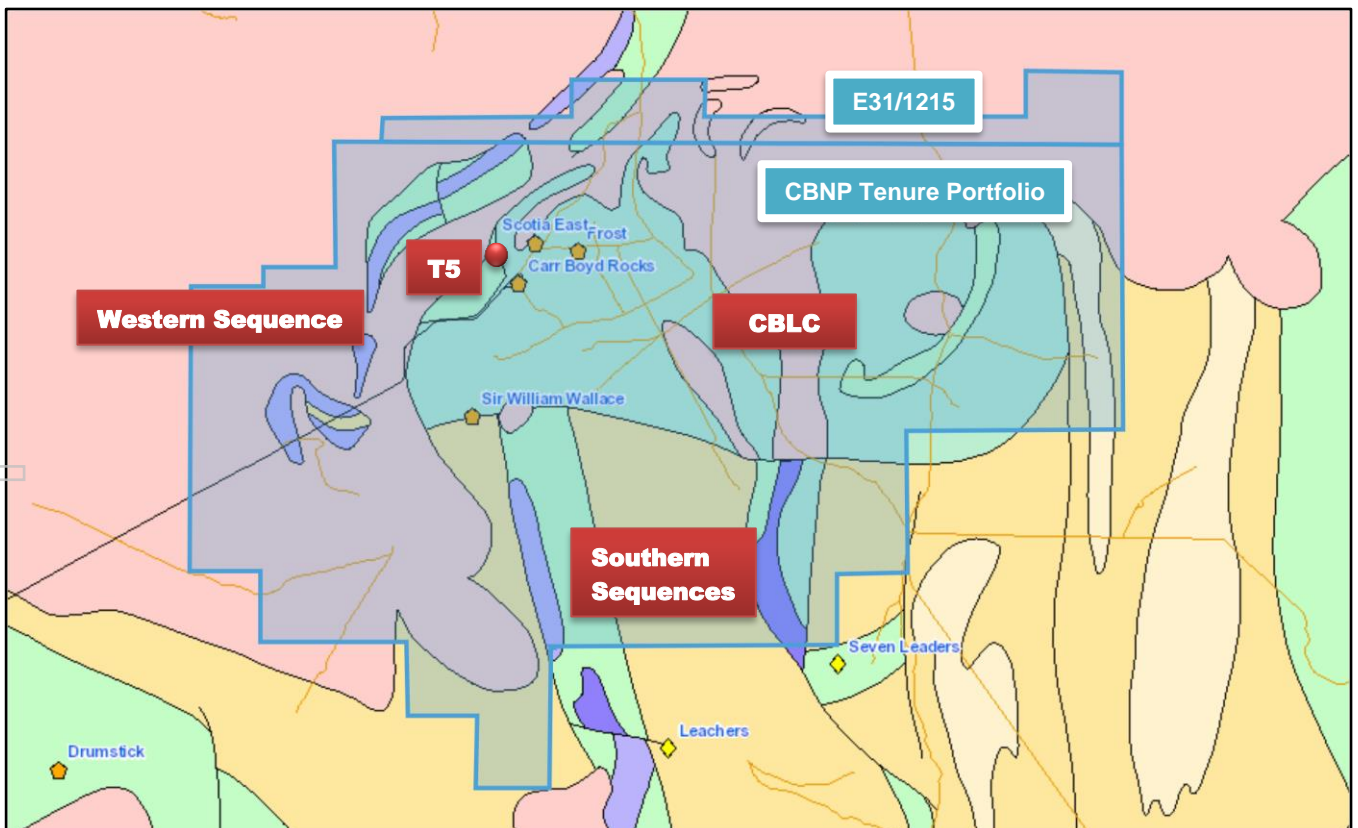 E31/1215
CBNP Tenure Portfolio
Scotia East
Frost
T5
Carr Boyd Rocks
Western Sequence
CBLC
Sir William Wallace
Southern
Sequences
Seven Leaders
Leachers
Drumstick